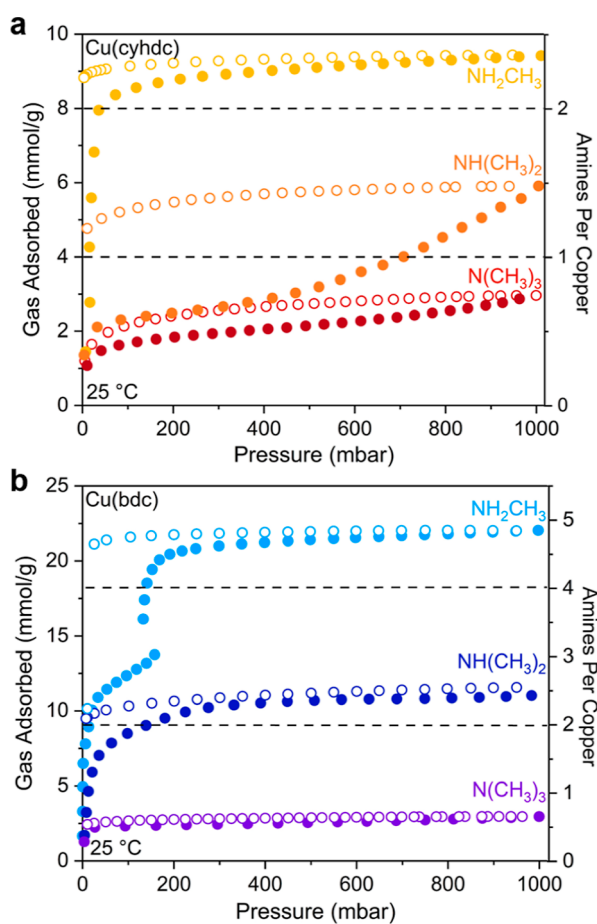 a
10
8
6
4
2
0
Gas Adsorbed (mmol/g)
Cu(cyhdc)
NH₂CH₃
NH(CH₃)₂
N(CH₃)₃
25 °C
2
1
0
Amines Per Copper
0 200 400 600 800 1000
Pressure (mbar)
b
25
20
15
10
5
0
Gas Adsorbed (mmol/g)
Cu(bdc)
NH₂CH₃
NH(CH₃)₂
N(CH₃)₃
25 °C
5
4
3
2
1
0
Amines Per Copper
0 200 400 600 800 1000
Pressure (mbar)